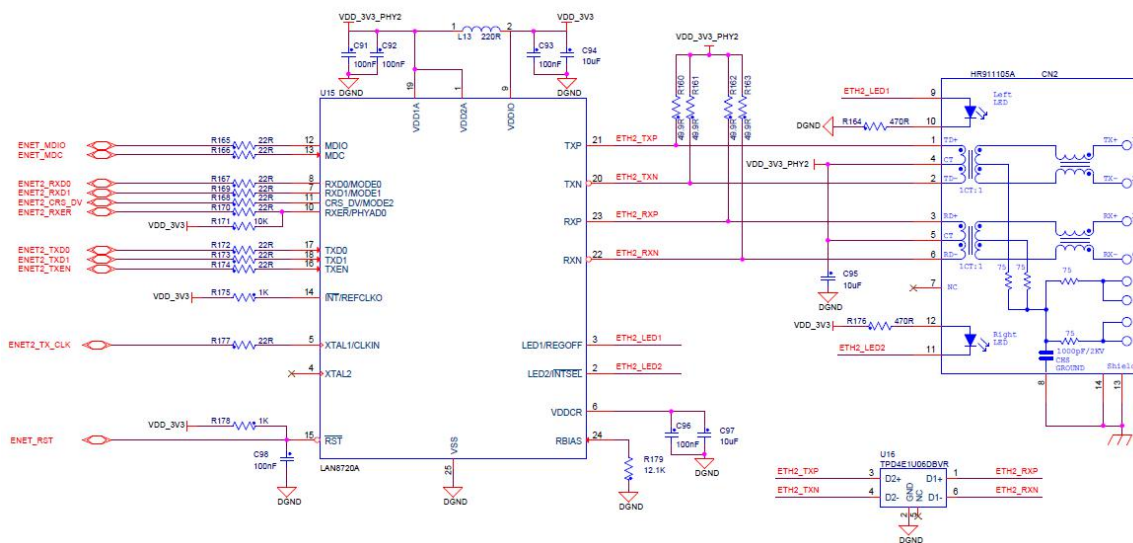 VDD_3V3_PHY2
VDD_3V3
1
2
L13
220R
C91
100nF
C92
100nF
C93
100nF
C94
10uF
DGND
DGND
VDD_3V3_PHY2
R160
R161
R162
R163
49.9R
49.9R
49.9R
49.9R
U15
19
1
9
VDD1A
VDD2A
VDDIO
HR911105A
CN2
ETH2_LED1
9
Left
LED
DGND
R164
470R
10
ENET_MDIO
R165
22R
12
MDIO
ENET_MDC
R166
22R
13
MDC
TXP
21
ETH2_TXP
1
TD+
TX+
VDD_3V3_PHY2
4
CT
ENET2_RXD0
R167
22R
8
RXD0/MODE0
TXN
20
ETH2_TXN
2
TD-
TX-
1CT:1
ENET2_RXD1
R169
22R
7
RXD1/MODE1
ENET2_CRS_DV
R168
22R
11
CRS_DV/MODE2
ENET2_RXER
R170
22R
10
RXER/PHYAD0
VDD_3V3
R171
10K
RXP
23
ETH2_RXP
3
RD+
RX+
5
CT
ENET2_TXD0
R172
22R
17
TXD0
ENET2_TXD1
R173
22R
18
TXD1
ENET2_TXEN
R174
22R
16
TXEN
RXN
22
ETH2_RXN
6
RD-
RX-
1CT:1
75
75
75
C95
10uF
DGND
7
NC
VDD_3V3
R175
1K
14
INT/REFCLKO
VDD_3V3
R176
470R
12
Right
LED
75
ENET2_TX_CLK
R177
22R
5
XTAL1/CLKIN
LED1/REGOFF
3
ETH2_LED1
ETH2_LED2
11
1000pF/2KV
CHS
GROUND
Shield
8
14
13
4
XTAL2
LED2/INTSEL
2
ETH2_LED2
VDDCR
6
C96
100nF
C97
10uF
DGND
VDD_3V3
R178
1K
ENET_RST
15
RST
VSS
RBIAS
24
R179
12.1K
DGND
C98
100nF
DGND
LAN8720A
25
DGND
U16
TPD4E1U06DBVR
ETH2_TXP
3
D2+
D1+
1
ETH2_RXP
ETH2_TXN
4
D2-
D1-
6
ETH2_RXN
GND
NC
2
5
DGND